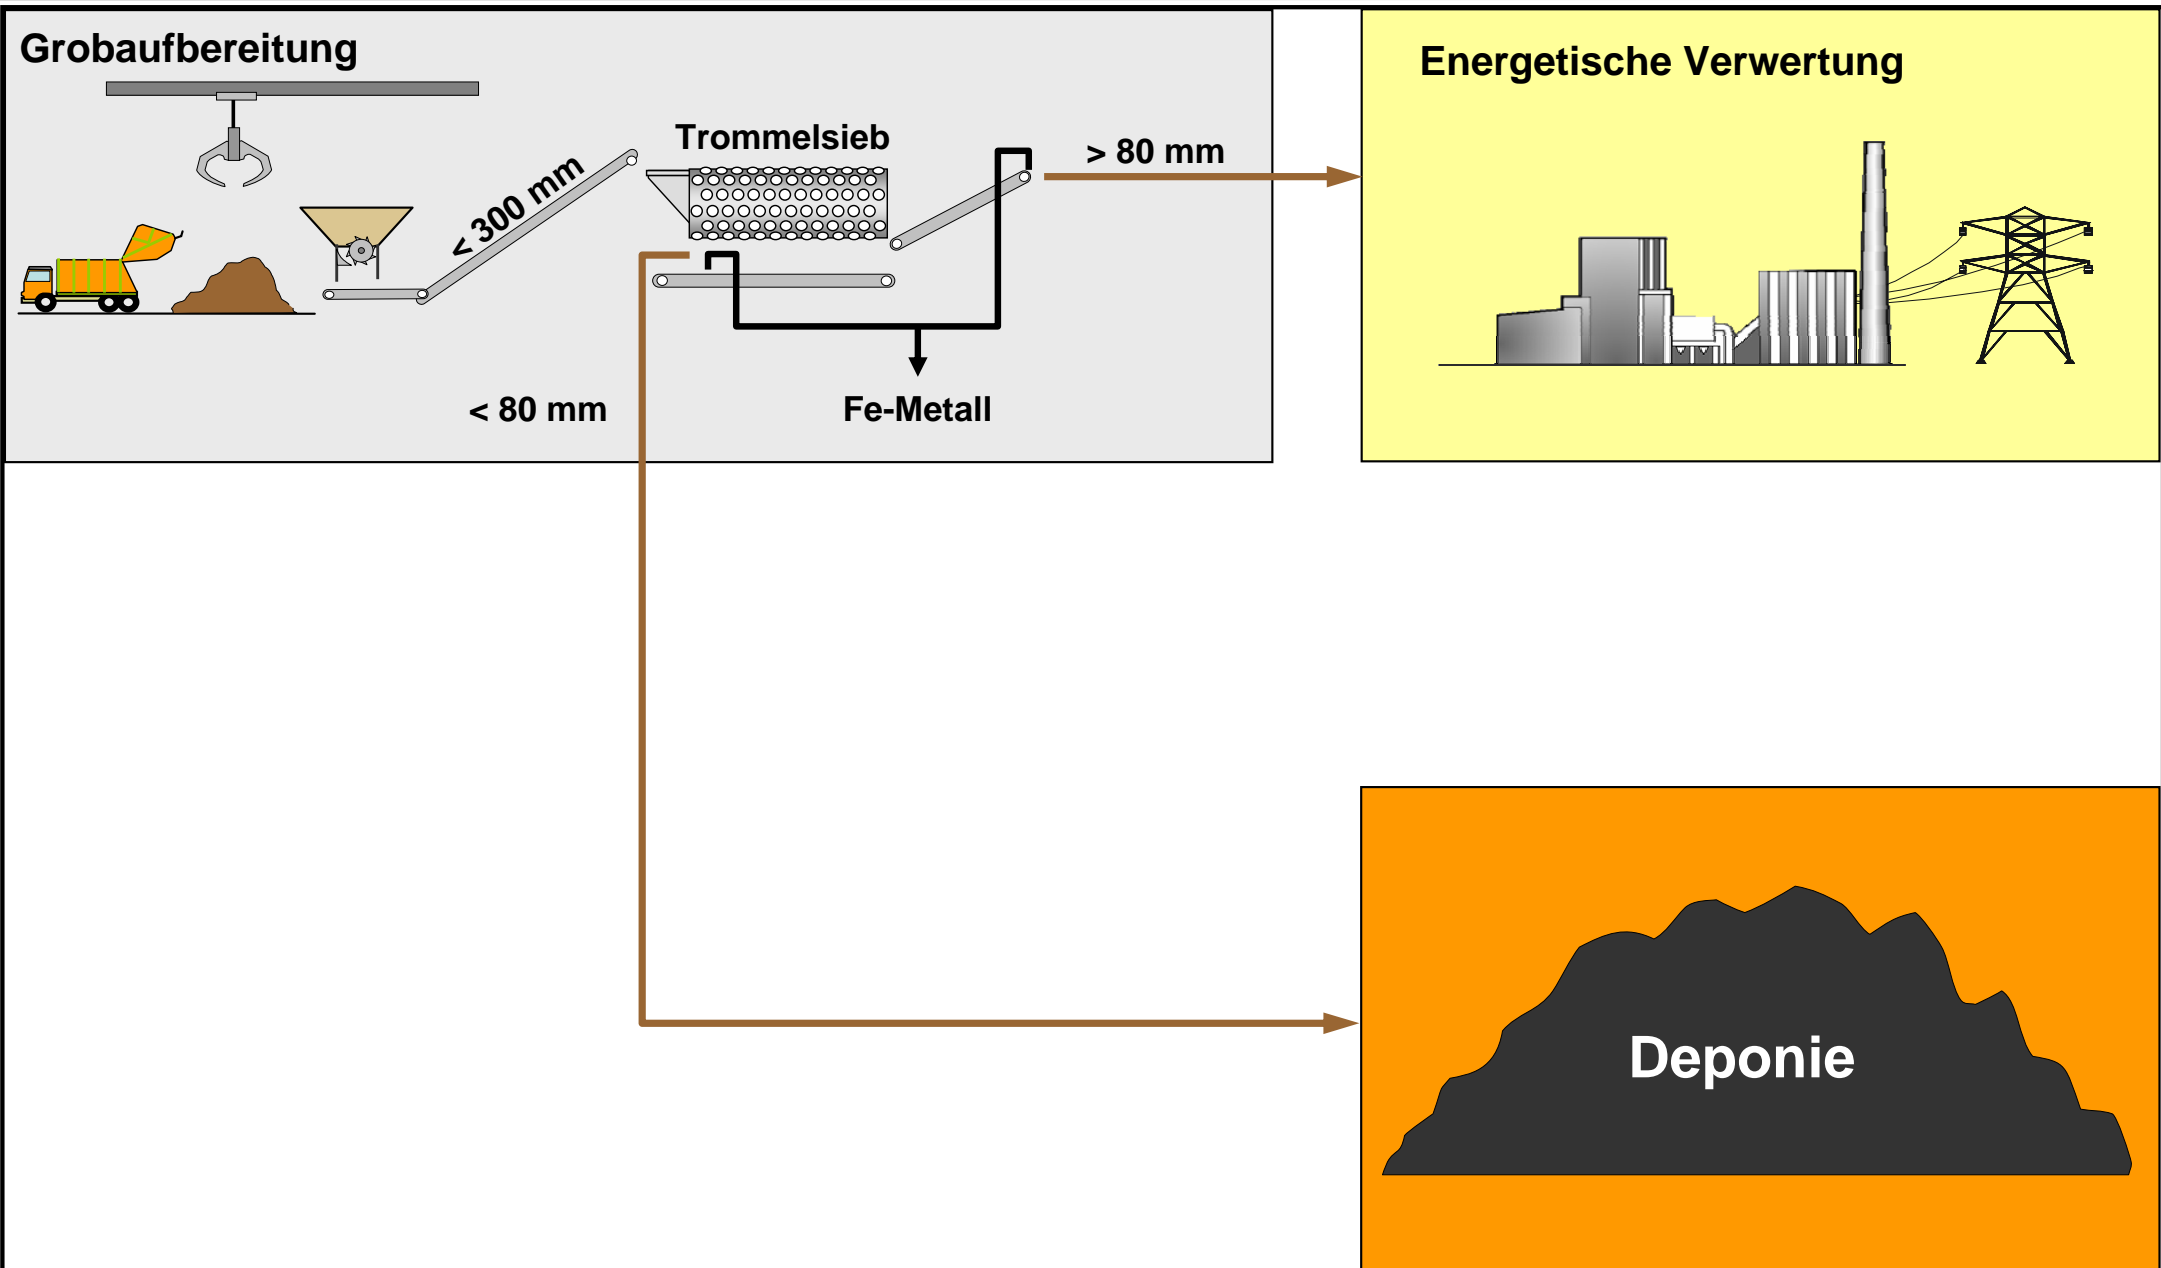 Grobaufbereitung
Energetische Verwertung
Trommelsieb
> 80 mm
< 300 mm
< 80 mm
Fe-Metall
Deponie